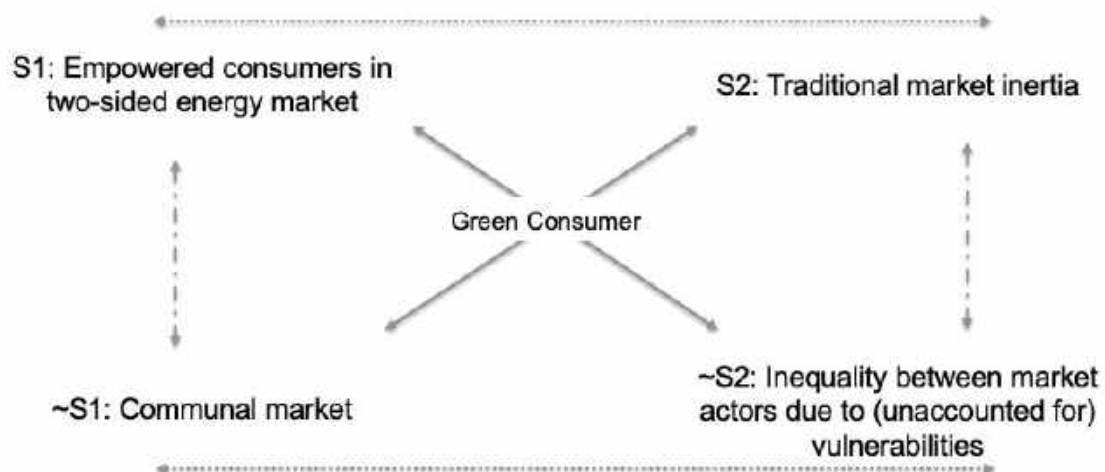 S1: Empowered consumers in
two-sided energy market
S2: Traditional market inertia
Green Consumer
~S1: Communal market
~S2: Inequality between market
actors due to (unaccounted for)
vulnerabilities